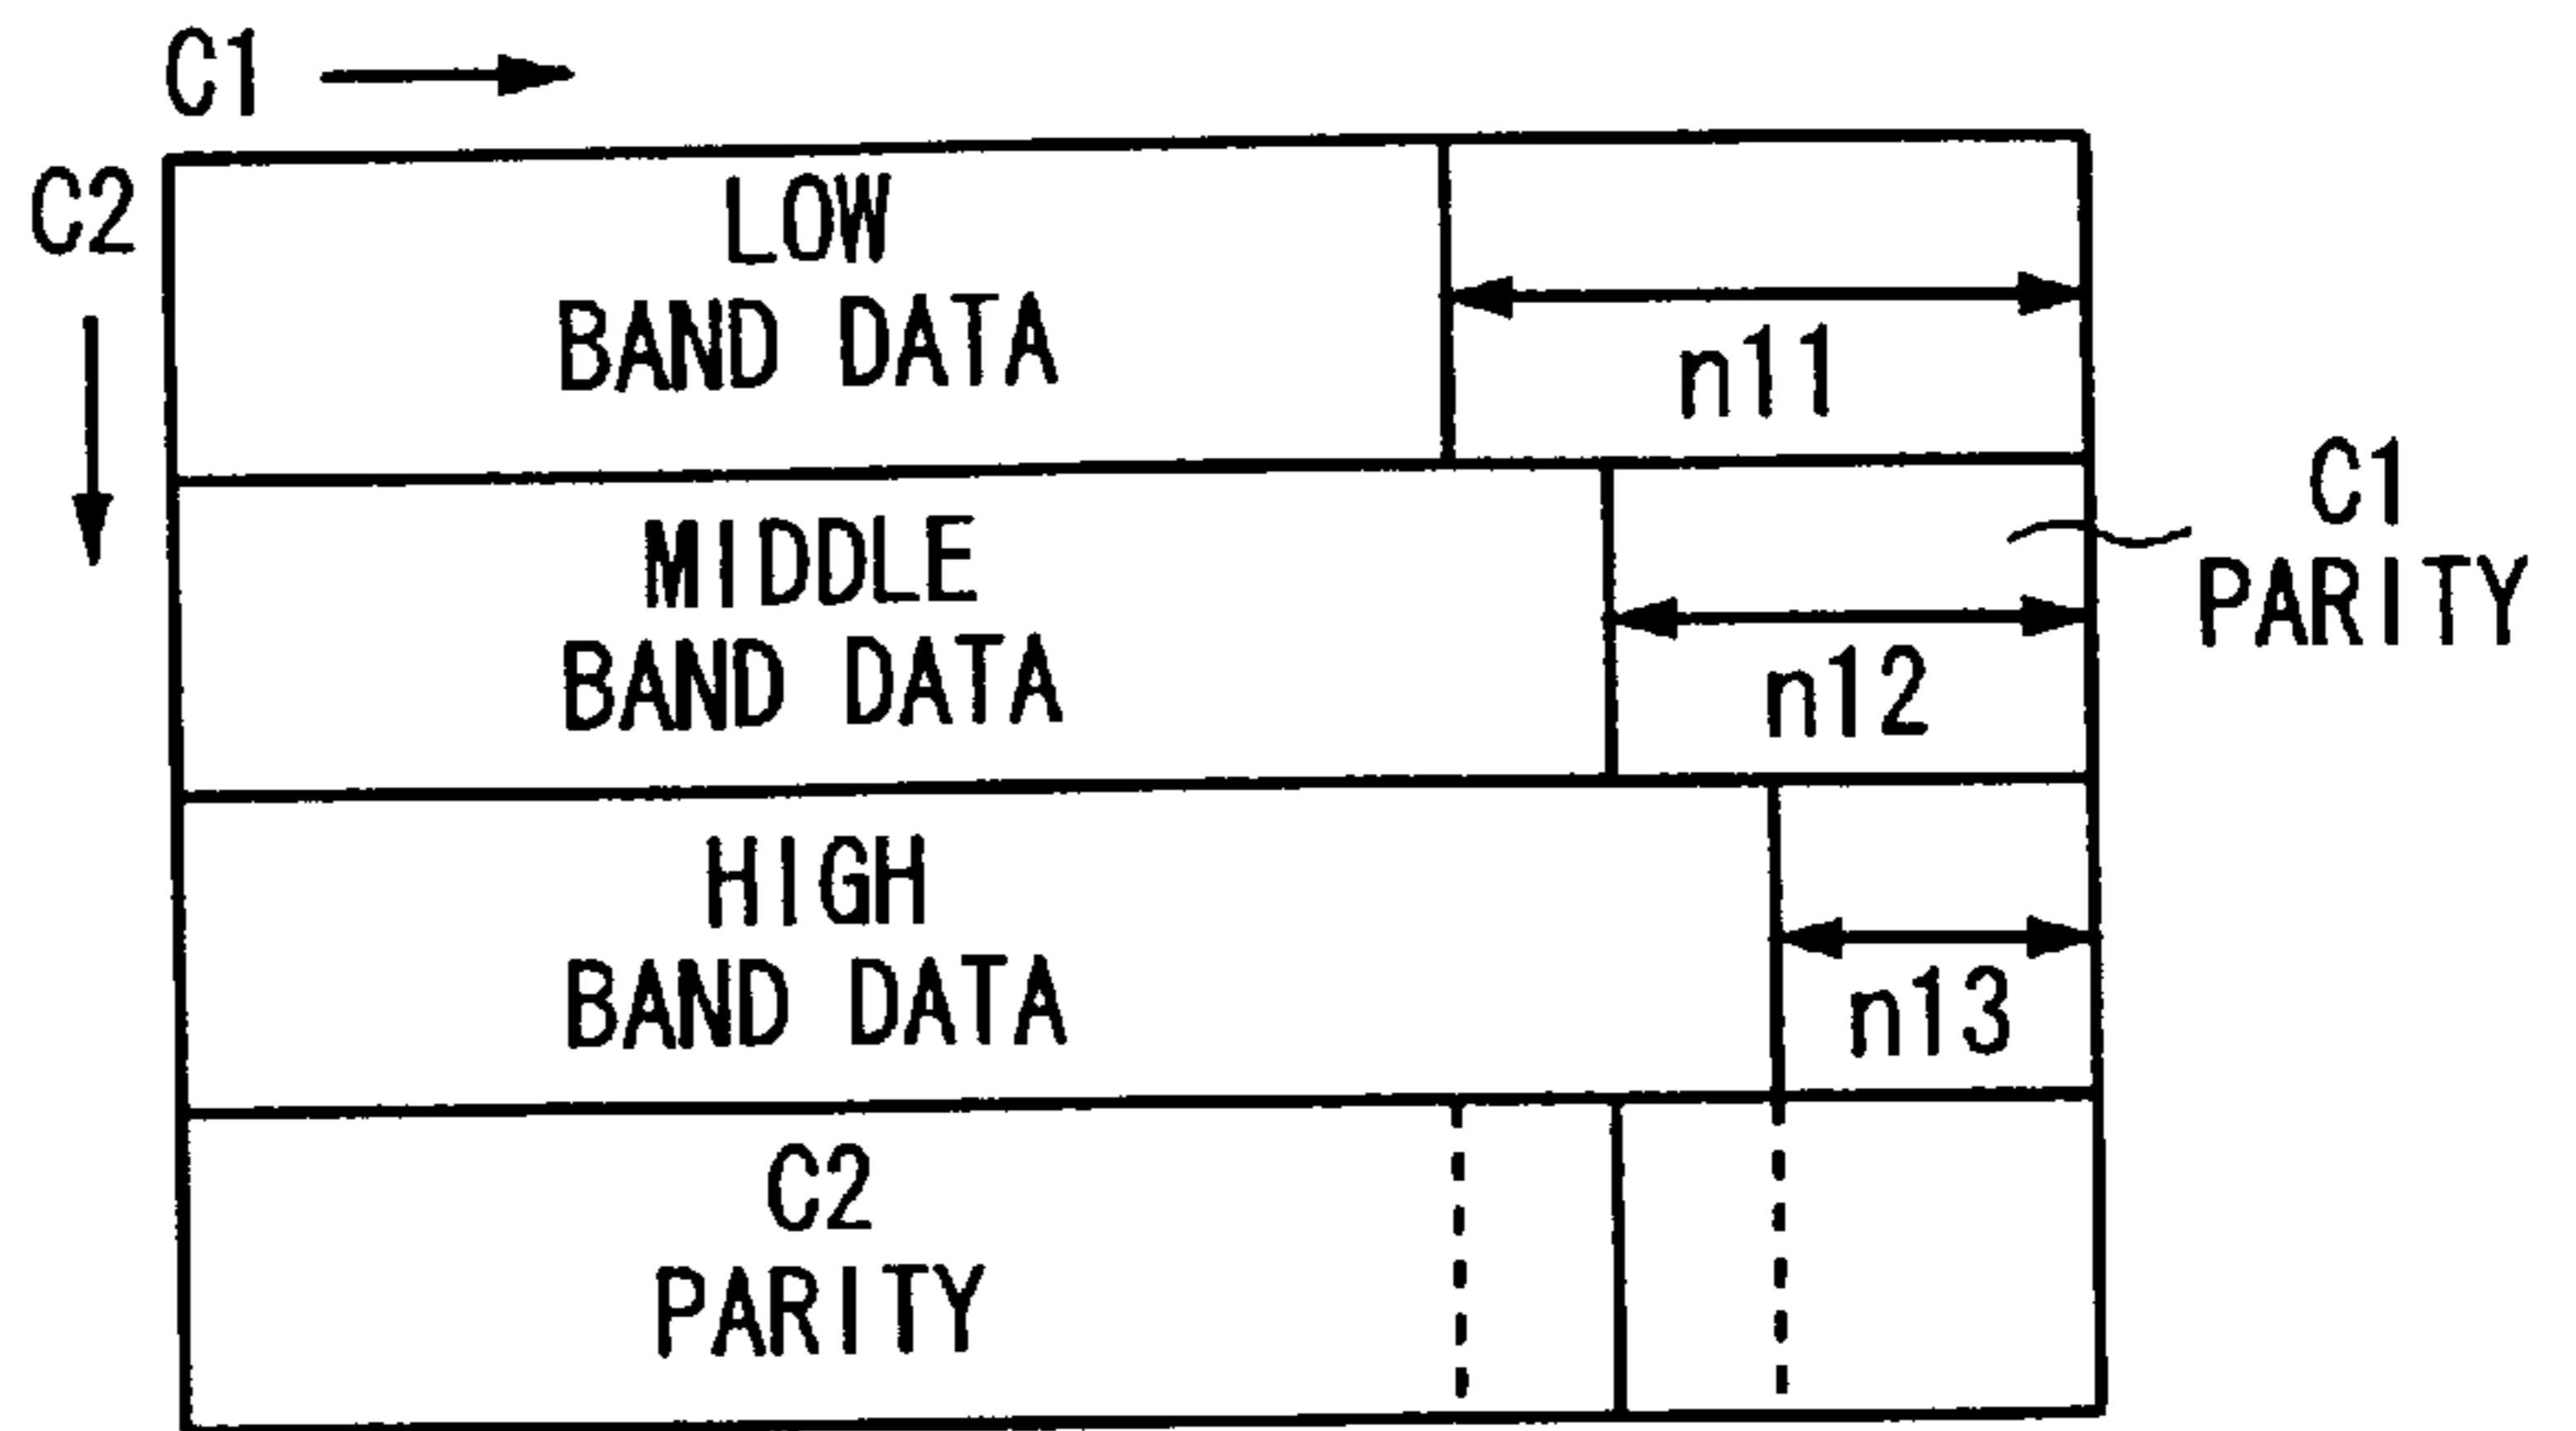 C1
C2
LOW
BAND DATA
n11
MIDDLE
BAND DATA
n12
C1
PARITY
HIGH
BAND DATA
n13
C2
PARITY